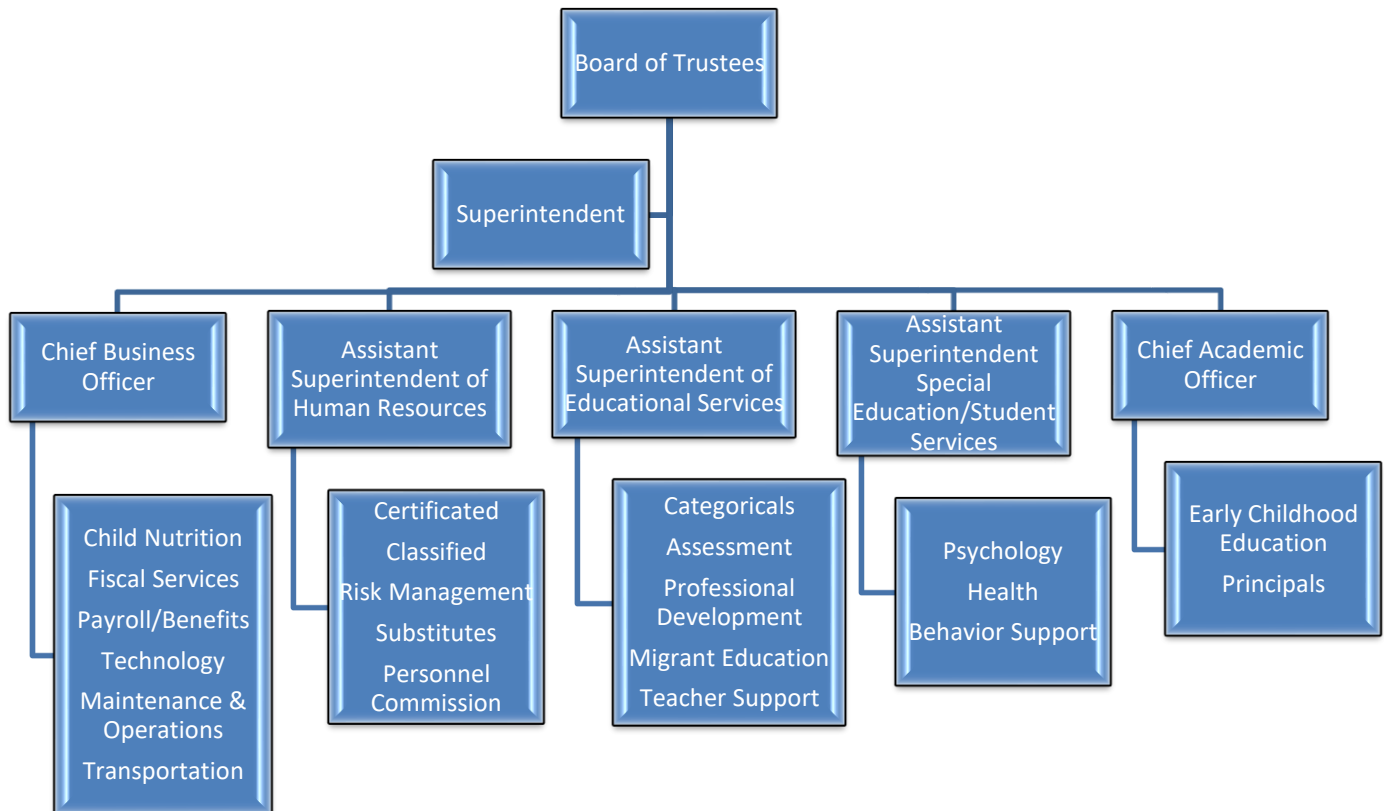 Board of Trustees
Superintendent
Chief Business
Officer
Assistant
Superintendent of
Human Resources
Assistant
Superintendent of
Educational Services
Assistant
Superintendent
Special
Education/Student
Services
Chief Academic
Officer
Child Nutrition
Fiscal Services
Payroll/Benefits
Technology
Maintenance &
Operations
Transportation
Certificated
Classified
Risk Management
Substitutes
Personnel
Commission
Categoricals
Assessment
Professional
Development
Migrant Education
Teacher Support
Psychology
Health
Behavior Support
Early Childhood
Education
Principals